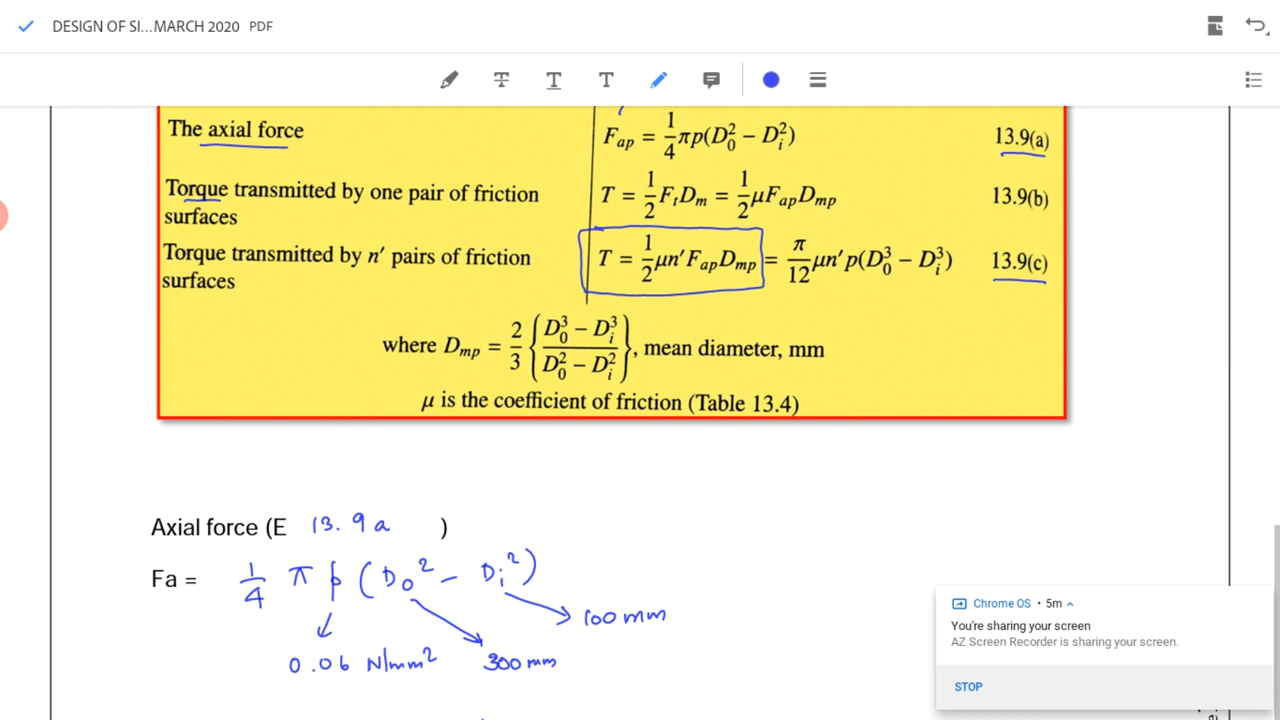 DESIGN OF SI...MARCH 2020 PDF
The axial force F_ap = 1/4 πp(D_0^2 − D_i^2) 13.9(a)
Torque transmitted by one pair of friction surfaces T = 1/2 F_t D_m = 1/2 μF_ap D_mp 13.9(b)
Torque transmitted by n′ pairs of friction surfaces T = 1/2 μn′F_ap D_mp = π/12 μn′p(D_0^3 − D_i^3) 13.9(c)
where D_mp = 2/3 {(D_0^3 − D_i^3)/(D_0^2 − D_i^2)}, mean diameter, mm
μ is the coefficient of friction (Table 13.4)
Axial force (E 13.9a )
Fa = 1/4 π p (D_0^2 − D_i^2)
100 mm
0.06 N/mm^2 300 mm
Chrome OS • 5m
You're sharing your screen
AZ Screen Recorder is sharing your screen.
STOP